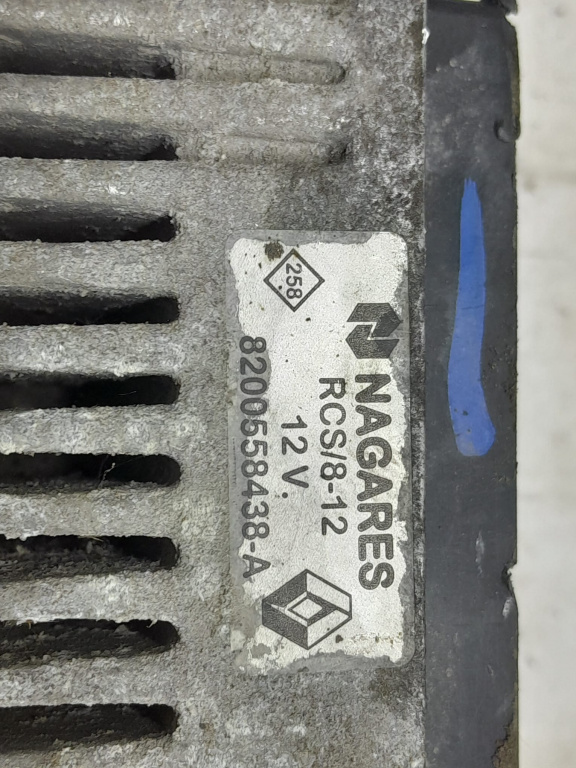 NAGARES
258
RCS/8-12
12 V.
8200558438-A